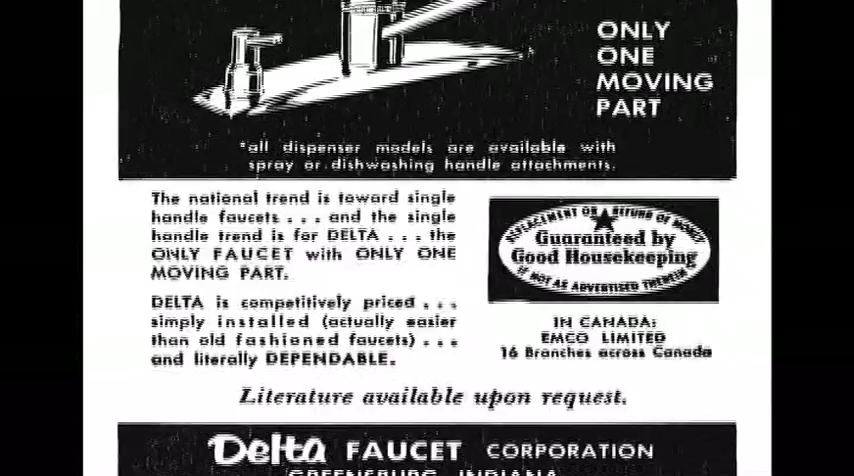 ONLY
ONE
MOVING
PART
*all dispenser models are available with
spray or dishwashing handle attachments.
The national trend is toward single
handle faucets . . . and the single
handle trend is for DELTA . . . the
ONLY FAUCET with ONLY ONE
MOVING PART.
DELTA is competitively priced . . .
simply installed (actually easier
than old fashioned faucets) . . .
and literally DEPENDABLE.
REPLACEMENT OR REFUND OF MONEY
Guaranteed by
Good Housekeeping
IF NOT AS ADVERTISED THEREIN
IN CANADA:
EMCO LIMITED
16 Branches across Canada
Literature available upon request.
Delta FAUCET CORPORATION
GREENSBURG, INDIANA